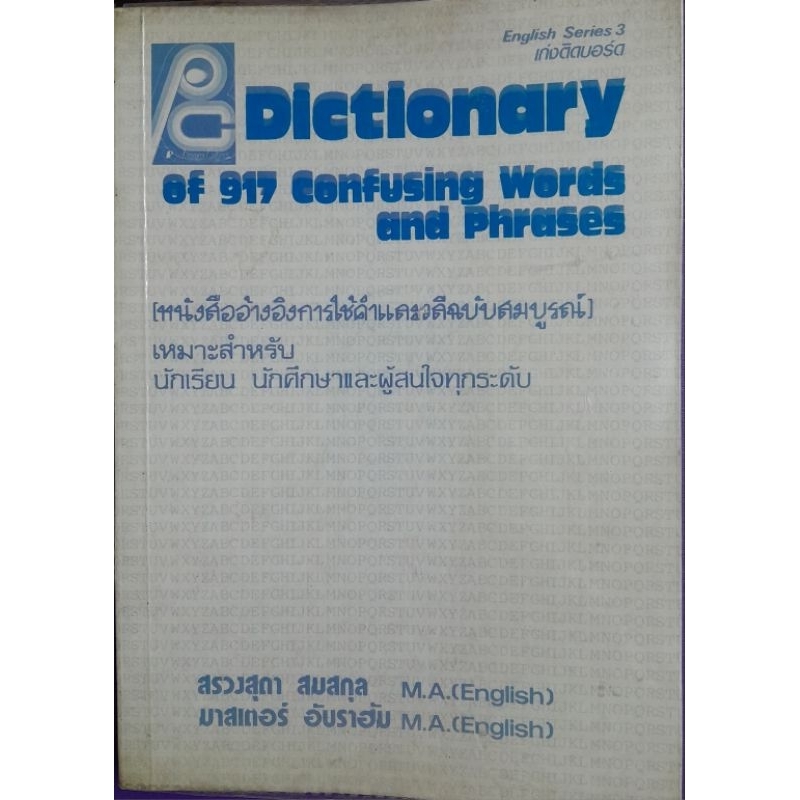 English Series 3
เก่งติดบอร์ด
PC
Dictionary
of 917 Confusing Words
and Phrases
[หนังสืออ้างอิงการใช้คำและวลีฉบับสมบูรณ์]
เหมาะสำหรับ
นักเรียน นักศึกษาและผู้สนใจทุกระดับ
สรวงสุดา สมสกุล M.A.(English)
มาสเตอร์ อับราฮัม M.A.(English)